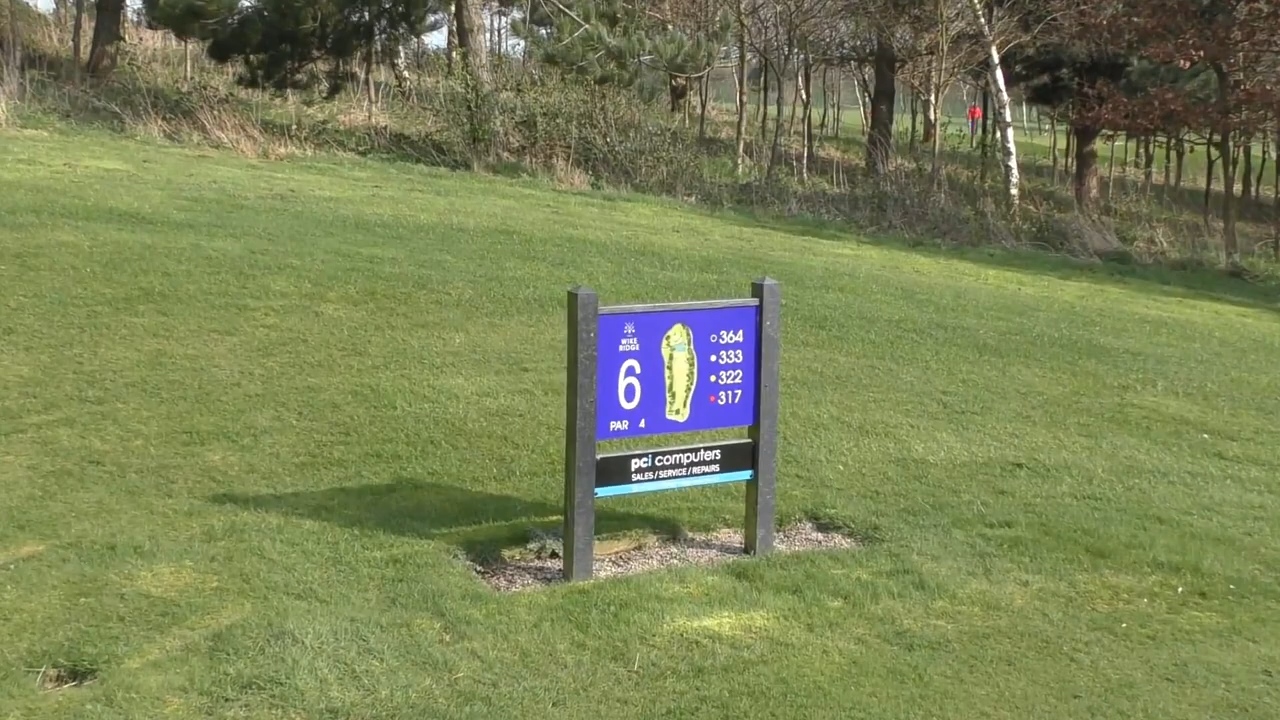 WIKE
RIDGE
6
PAR 4
364
333
322
317
pci computers
SALES / SERVICE / REPAIRS